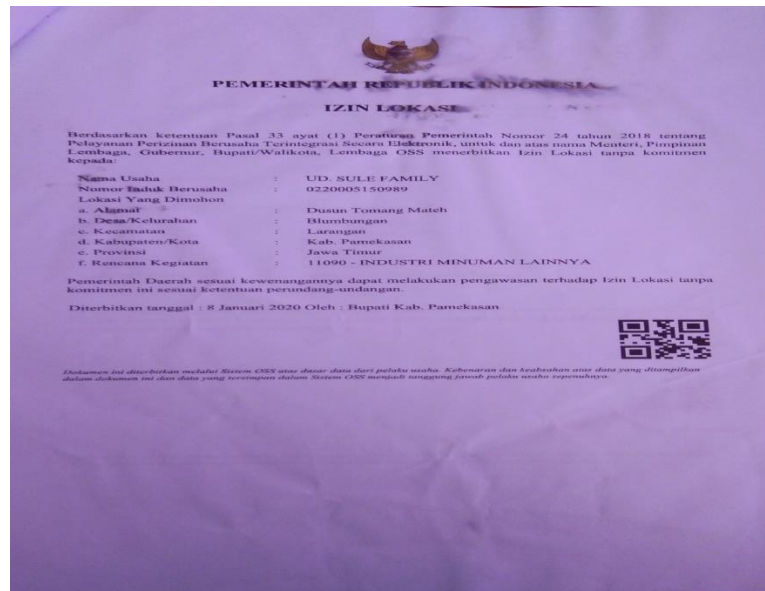 PEMERINTAH REPUBLIK INDONESIA
IZIN LOKASI
Berdasarkan ketentuan Pasal 33 ayat (1) Peraturan Pemerintah Nomor 24 tahun 2018 tentang
Pelayanan Perizinan Berusaha Terintegrasi Secara Elektronik, untuk dan atas nama Menteri, Pimpinan
Lembaga, Gubernur, Bupati/Walikota, Lembaga OSS menerbitkan Izin Lokasi tanpa komitmen
kepada:
Nama Usaha : UD. SULE FAMILY
Nomor Induk Berusaha : 0220005150989
Lokasi Yang Dimohon
a. Alamat : Dusun Tomang Mateh
b. Desa/Kelurahan : Blumbungan
c. Kecamatan : Larangan
d. Kabupaten/Kota : Kab. Pamekasan
e. Provinsi : Jawa Timur
f. Rencana Kegiatan : 11090 - INDUSTRI MINUMAN LAINNYA
Pemerintah Daerah sesuai kewenangannya dapat melakukan pengawasan terhadap Izin Lokasi tanpa
komitmen ini sesuai ketentuan perundang-undangan.
Diterbitkan tanggal : 8 Januari 2020 Oleh : Bupati Kab. Pamekasan
Dokumen ini diterbitkan melalui Sistem OSS atas dasar data dari pelaku usaha. Kebenaran dan keabsahan atas data yang ditampilkan
dalam dokumen ini dan data yang tersimpan dalam Sistem OSS menjadi tanggung jawab pelaku usaha sepenuhnya.